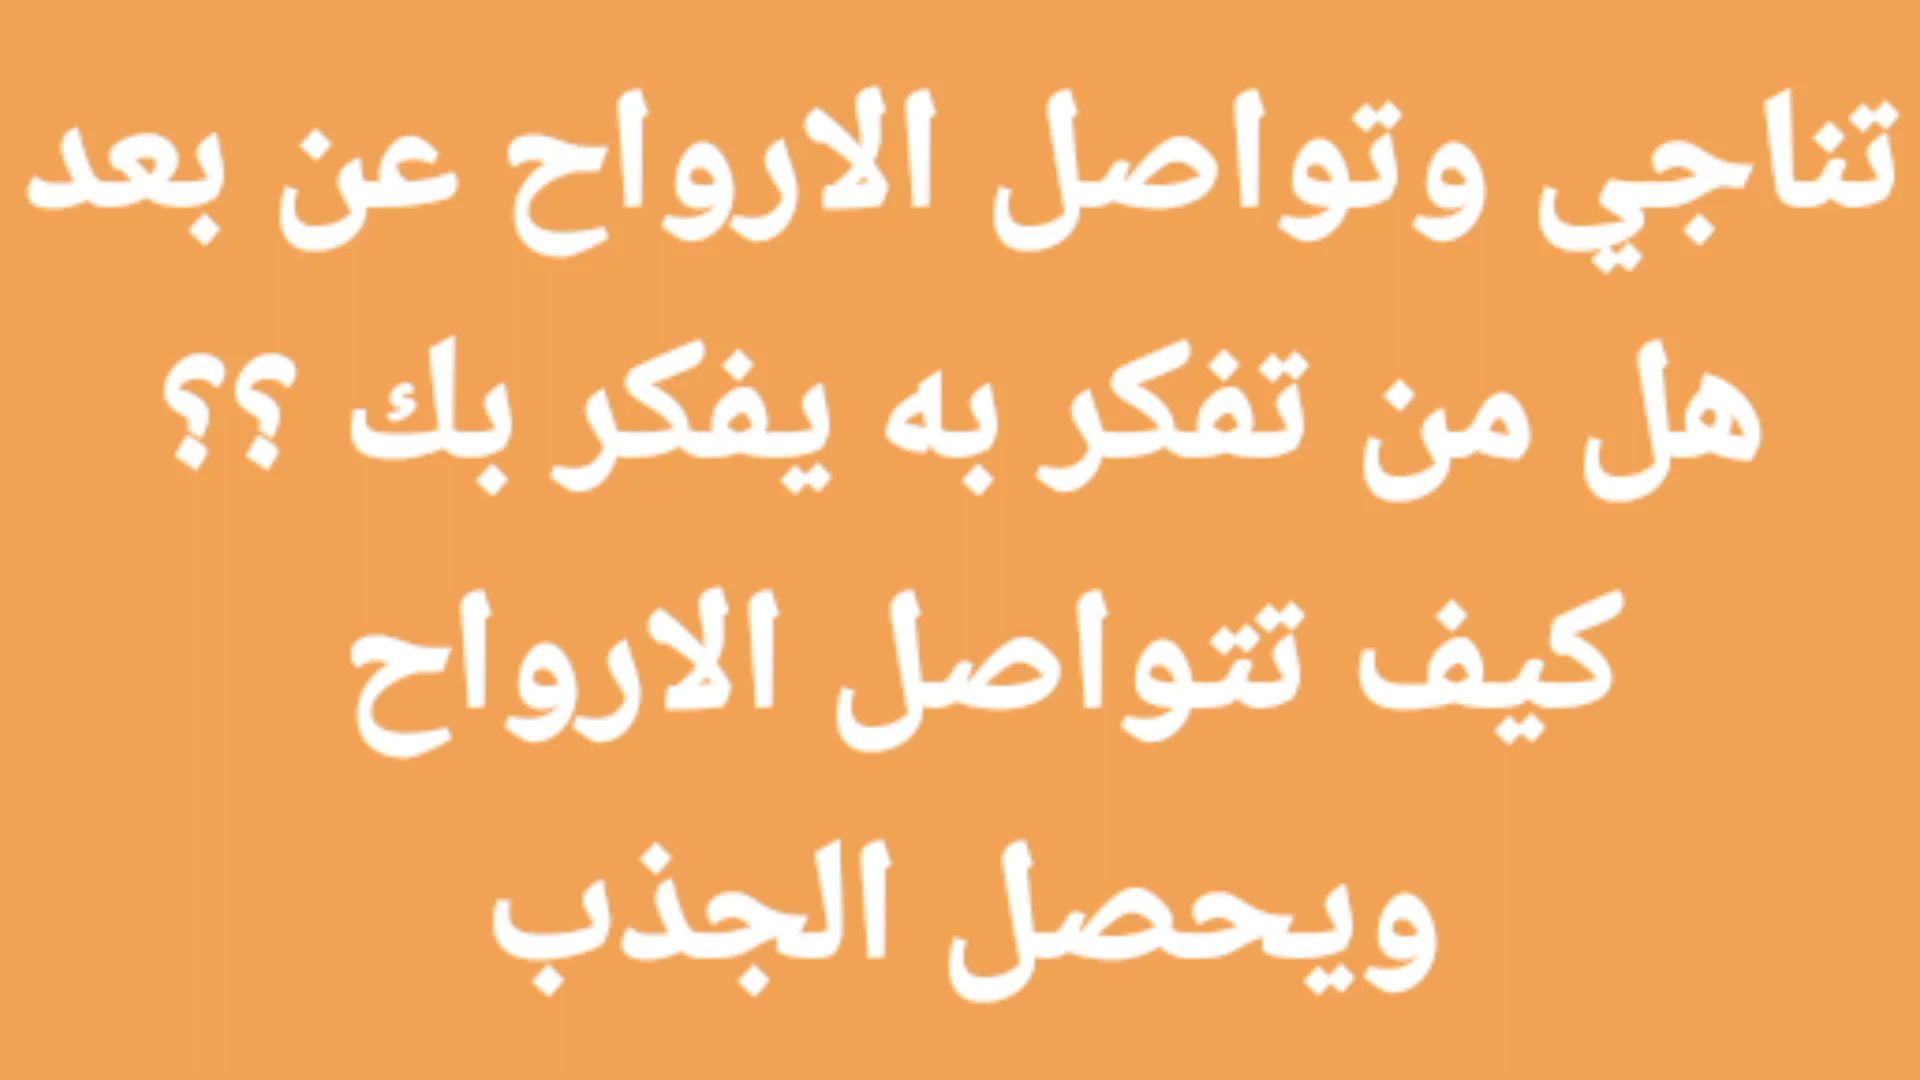 تناجي وتواصل الارواح عن بعد
هل من تفكر به يفكر بك ؟؟
كيف تتواصل الارواح
ويحصل الجذب